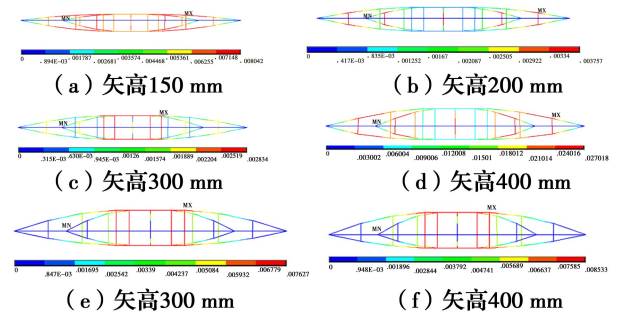 MN MX
0 .001787 .003574 .005361 .007148
.894E-03 .002681 .004468 .006255 .008042
(a)矢高150 mm
MN MX
0 .835E-03 .00167 .002505 .00334
.417E-03 .001252 .002087 .002922 .003757
(b)矢高200 mm
MX
MN
0 .630E-03 .00126 .001889 .002519
.315E-03 .945E-03 .001574 .002204 .002834
(c)矢高300 mm
MN MX
0 .006004 .012008 .018012 .024016
.003002 .009006 .01501 .021014 .027018
(d)矢高400 mm
MX
MN
0 .001695 .00339 .005084 .006779
.847E-03 .002542 .004237 .005932 .007627
(e)矢高300 mm
MX
MN
0 .001896 .003792 .005689 .007585
.948E-03 .002844 .004741 .006637 .008533
(f)矢高400 mm